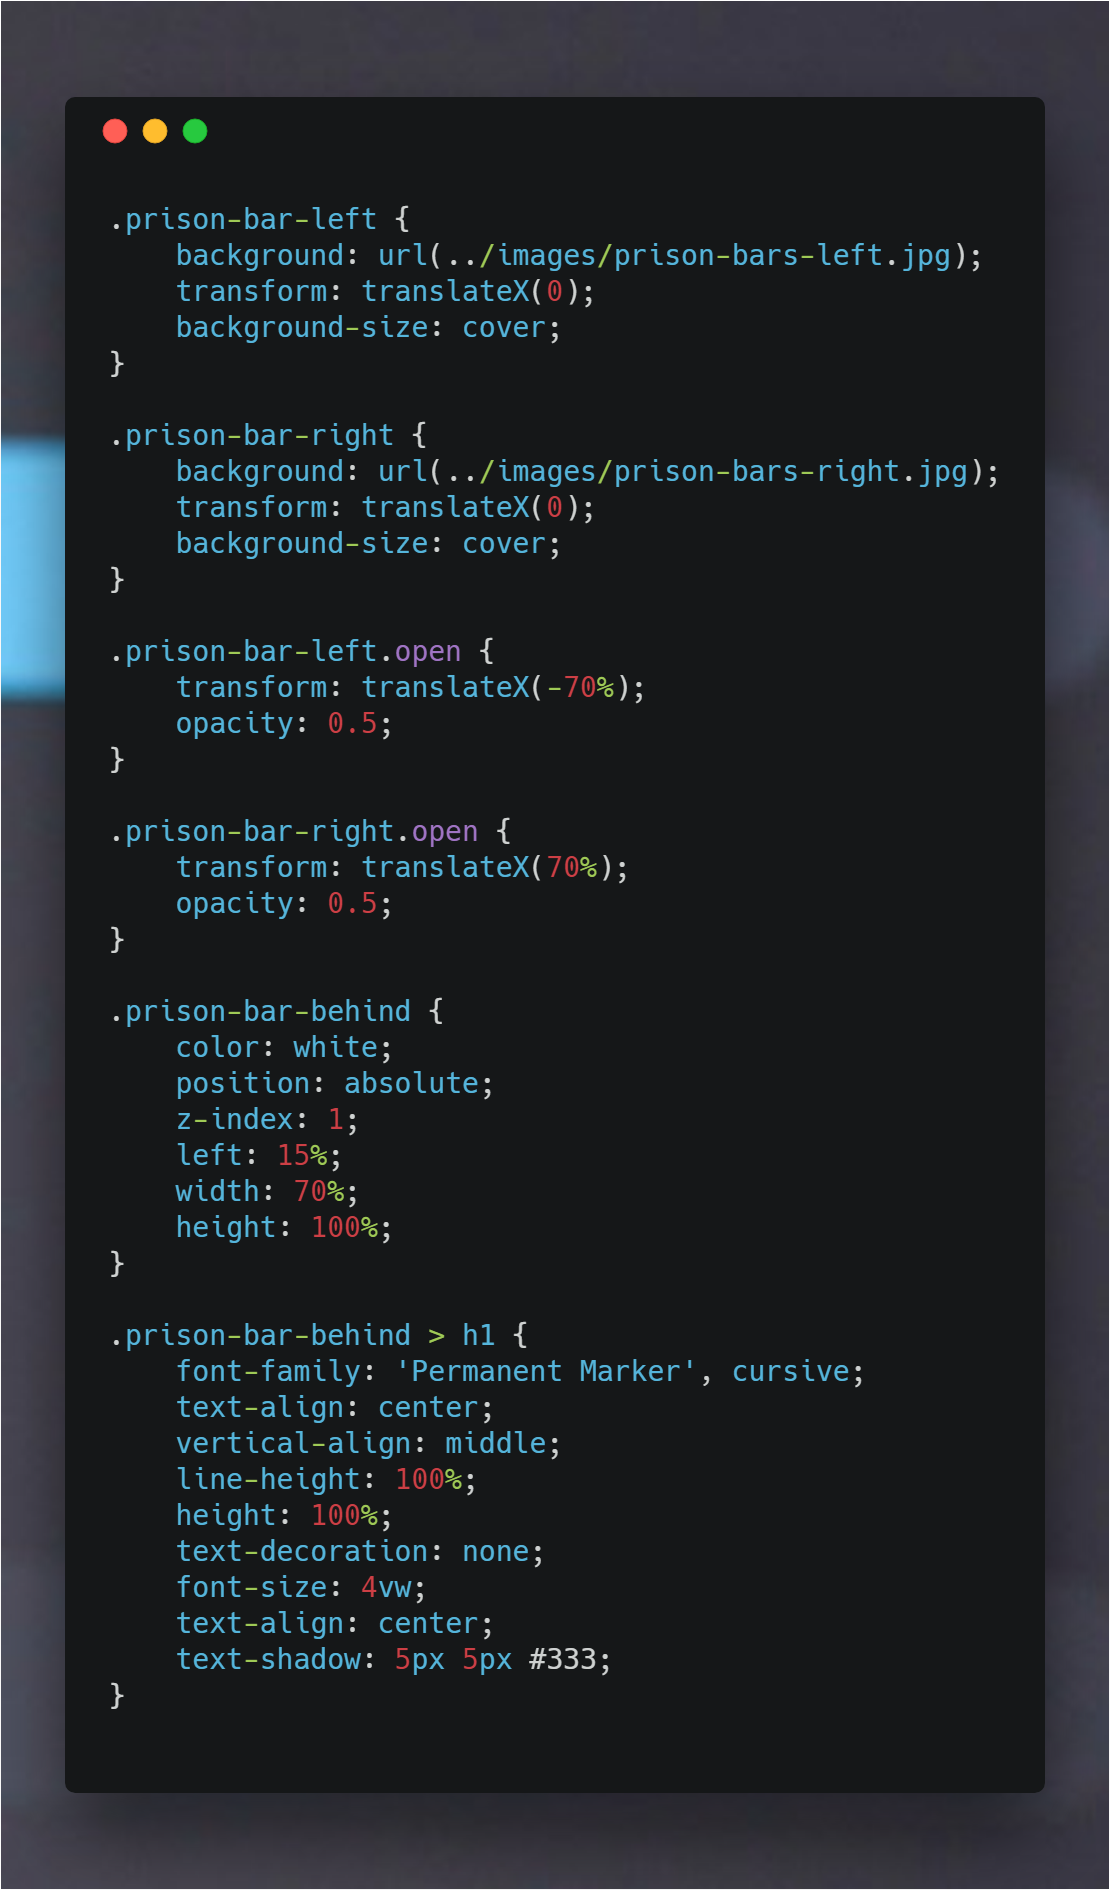 .prison-bar-left {
    background: url(../images/prison-bars-left.jpg);
    transform: translateX(0);
    background-size: cover;
}

.prison-bar-right {
    background: url(../images/prison-bars-right.jpg);
    transform: translateX(0);
    background-size: cover;
}

.prison-bar-left.open {
    transform: translateX(-70%);
    opacity: 0.5;
}

.prison-bar-right.open {
    transform: translateX(70%);
    opacity: 0.5;
}

.prison-bar-behind {
    color: white;
    position: absolute;
    z-index: 1;
    left: 15%;
    width: 70%;
    height: 100%;
}

.prison-bar-behind > h1 {
    font-family: 'Permanent Marker', cursive;
    text-align: center;
    vertical-align: middle;
    line-height: 100%;
    height: 100%;
    text-decoration: none;
    font-size: 4vw;
    text-align: center;
    text-shadow: 5px 5px #333;
}